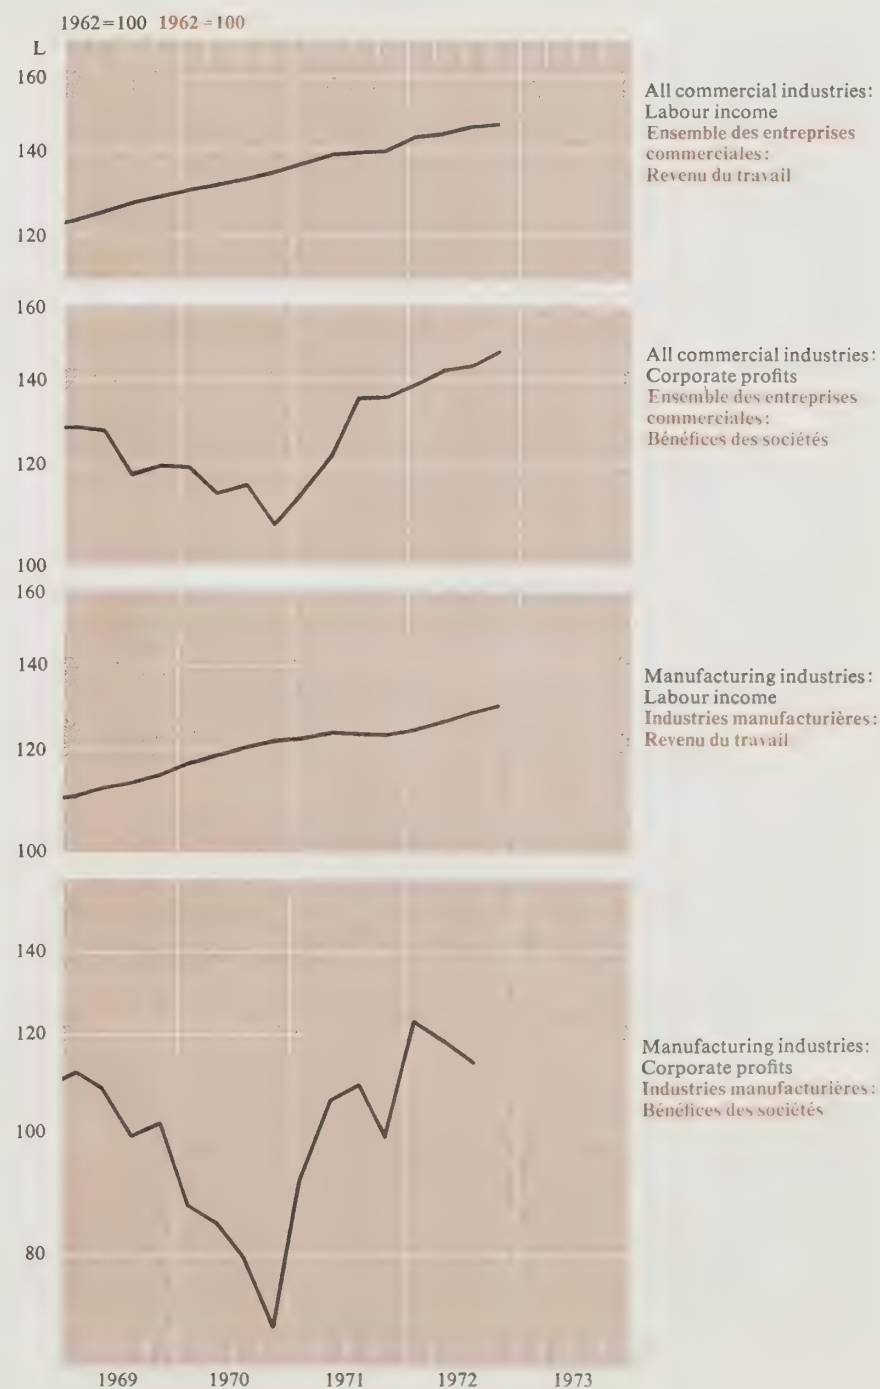 1962=100 1962=100
L
160
140
120
All commercial industries:
Labour income
Ensemble des entreprises
commerciales:
Revenu du travail
160
140
120
100
All commercial industries:
Corporate profits
Ensemble des entreprises
commerciales:
Bénéfices des sociétés
160
140
120
100
Manufacturing industries:
Labour income
Industries manufacturières:
Revenu du travail
140
120
100
80
Manufacturing industries:
Corporate profits
Industries manufacturières:
Bénéfices des sociétés
1969 1970 1971 1972 1973